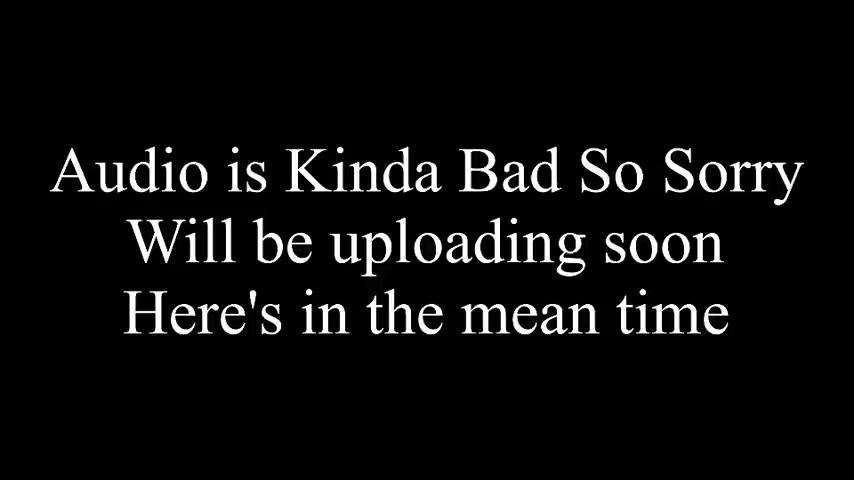 Audio is Kinda Bad So Sorry
Will be uploading soon
Here's in the mean time